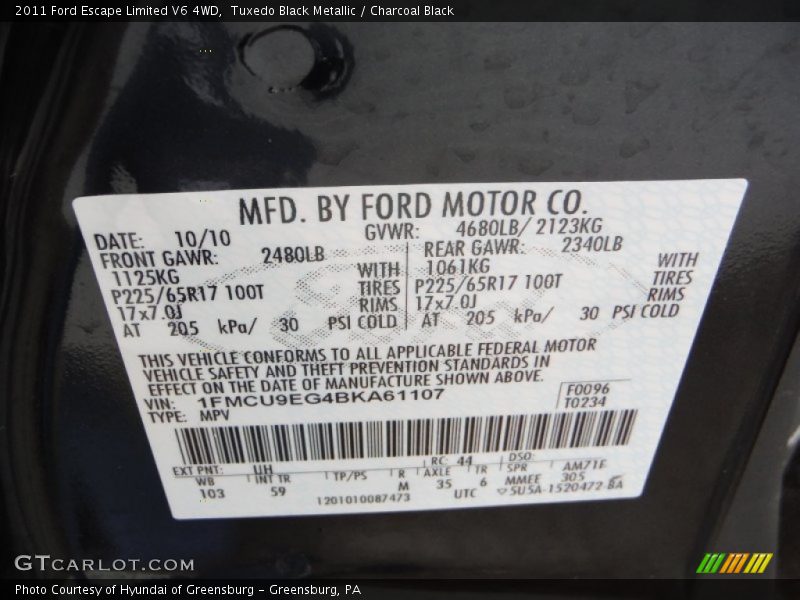 2011 Ford Escape Limited V6 4WD, Tuxedo Black Metallic / Charcoal Black
MFD. BY FORD MOTOR CO.
DATE: 10/10 GVWR: 4680LB/ 2123KG
FRONT GAWR: 2480LB REAR GAWR: 2340LB
1125KG WITH 1061KG WITH
P225/65R17 100T TIRES P225/65R17 100T TIRES
17x7.0J RIMS 17x7.0J RIMS
AT 205 kPa/ 30 PSI COLD AT 205 kPa/ 30 PSI COLD
THIS VEHICLE CONFORMS TO ALL APPLICABLE FEDERAL MOTOR
VEHICLE SAFETY AND THEFT PREVENTION STANDARDS IN
EFFECT ON THE DATE OF MANUFACTURE SHOWN ABOVE.
VIN: 1FMCU9EG4BKA61107 F0096
TYPE: MPV T0234
EXT PNT: UH RC: 44 DSO:
WB INT TR TP/PS R AXLE TR SPR AM71F
103 59 M 35 6 MMEE 305
1201010087473 UTC 5U5A-1520472-BA
GTCARLOT.COM
Photo Courtesy of Hyundai of Greensburg - Greensburg, PA